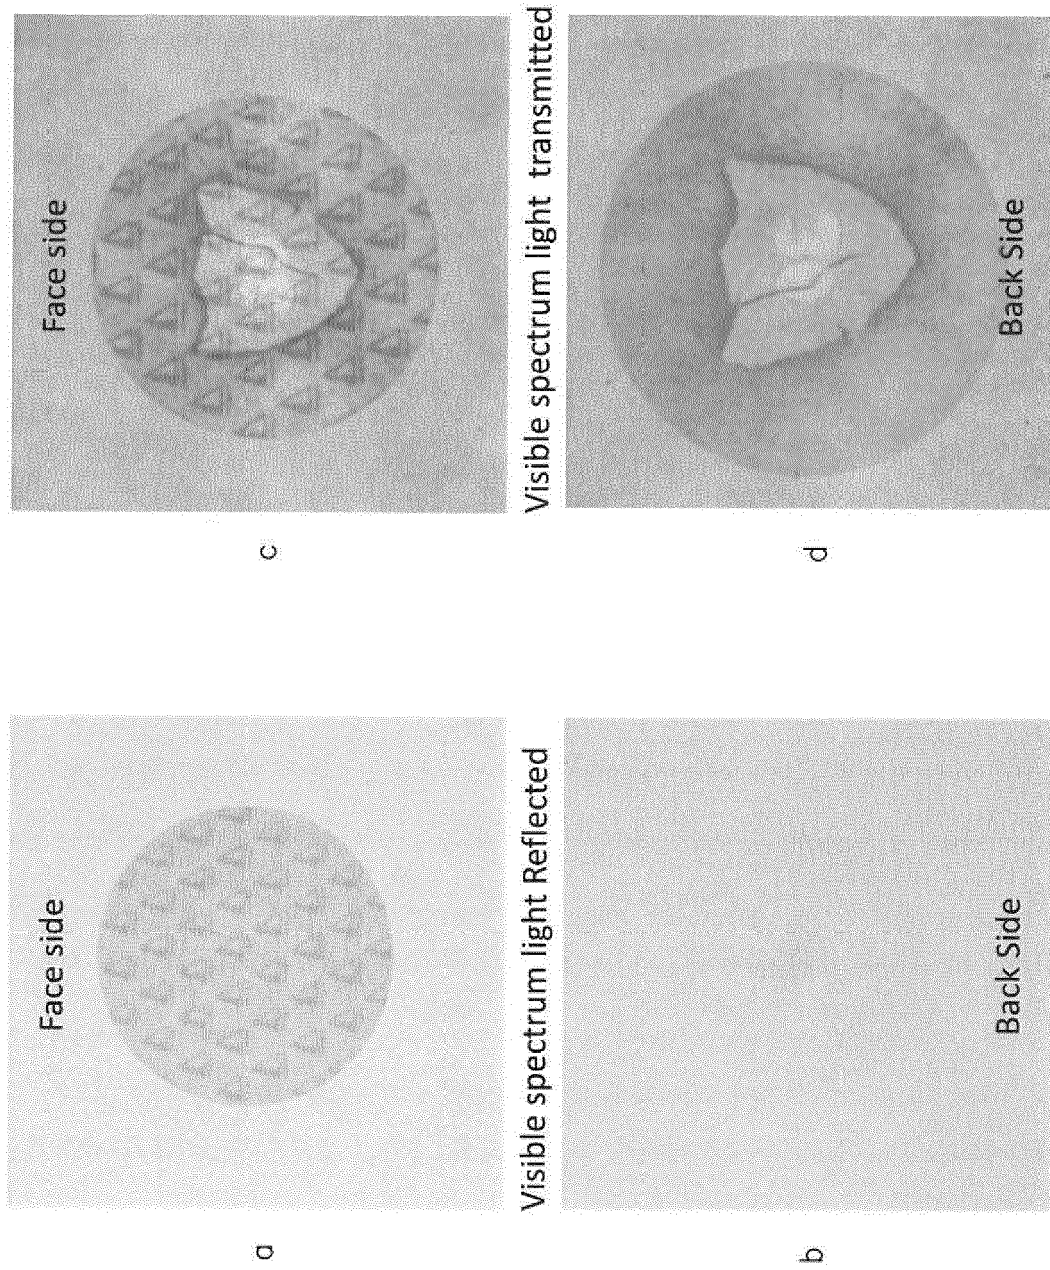 a
Face side
Visible spectrum light Reflected
b
Back Side
c
Face side
Visible spectrum light transmitted
d
Back Side